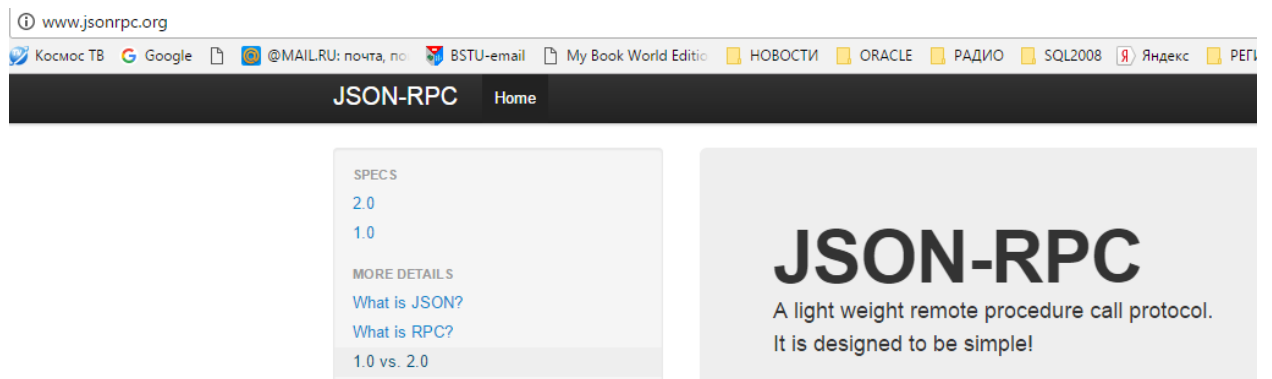 www.jsonrpc.org
Космос ТВ Google @MAIL.RU: почта, по BSTU-email My Book World Editio НОВОСТИ ORACLE РАДИО SQL2008 Яндекс РЕГИ
JSON-RPC Home
SPECS
2.0
1.0
MORE DETAILS
What is JSON?
What is RPC?
1.0 vs. 2.0
JSON-RPC
A light weight remote procedure call protocol.
It is designed to be simple!